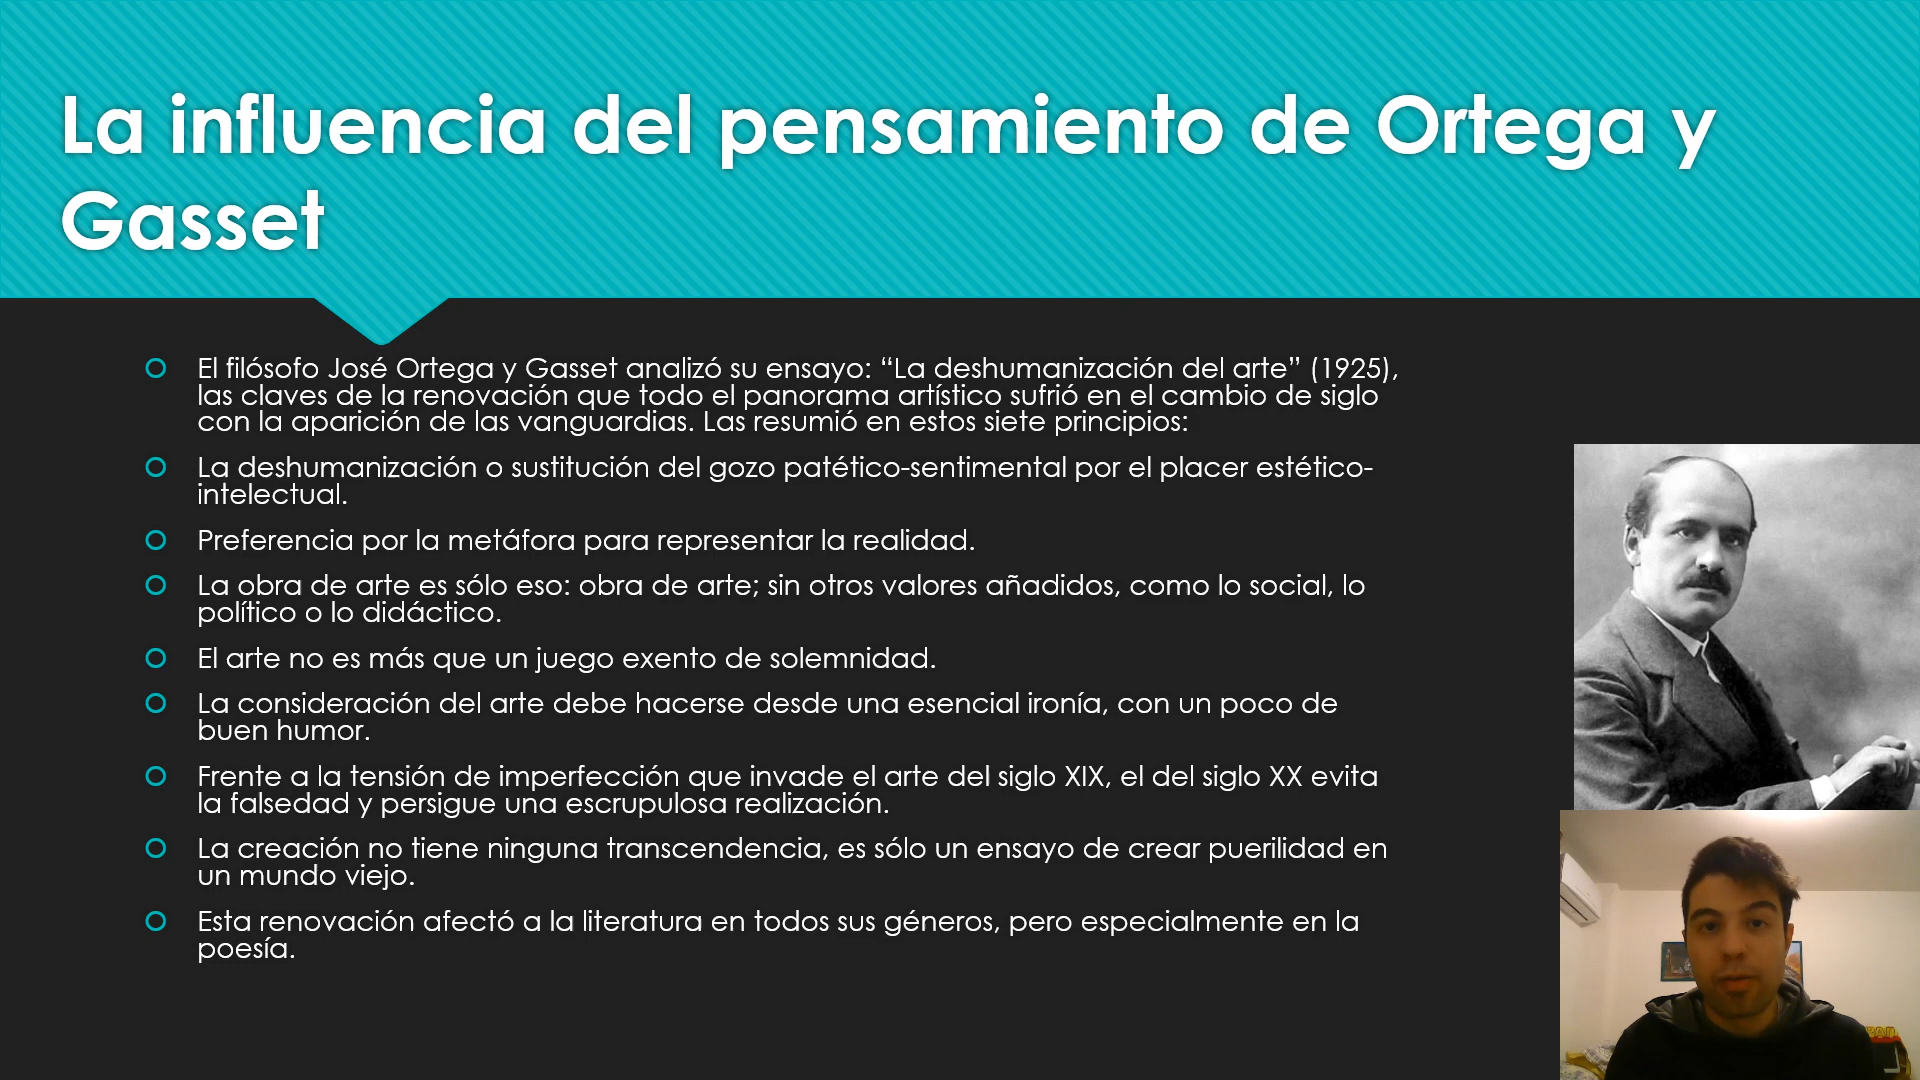 La influencia del pensamiento de Ortega y
Gasset
El filósofo José Ortega y Gasset analizó su ensayo: “La deshumanización del arte” (1925),
las claves de la renovación que todo el panorama artístico sufrió en el cambio de siglo
con la aparición de las vanguardias. Las resumió en estos siete principios:
La deshumanización o sustitución del gozo patético-sentimental por el placer estético-
intelectual.
Preferencia por la metáfora para representar la realidad.
La obra de arte es sólo eso: obra de arte; sin otros valores añadidos, como lo social, lo
político o lo didáctico.
El arte no es más que un juego exento de solemnidad.
La consideración del arte debe hacerse desde una esencial ironía, con un poco de
buen humor.
Frente a la tensión de imperfección que invade el arte del siglo XIX, el del siglo XX evita
la falsedad y persigue una escrupulosa realización.
La creación no tiene ninguna transcendencia, es sólo un ensayo de crear puerilidad en
un mundo viejo.
Esta renovación afectó a la literatura en todos sus géneros, pero especialmente en la
poesía.